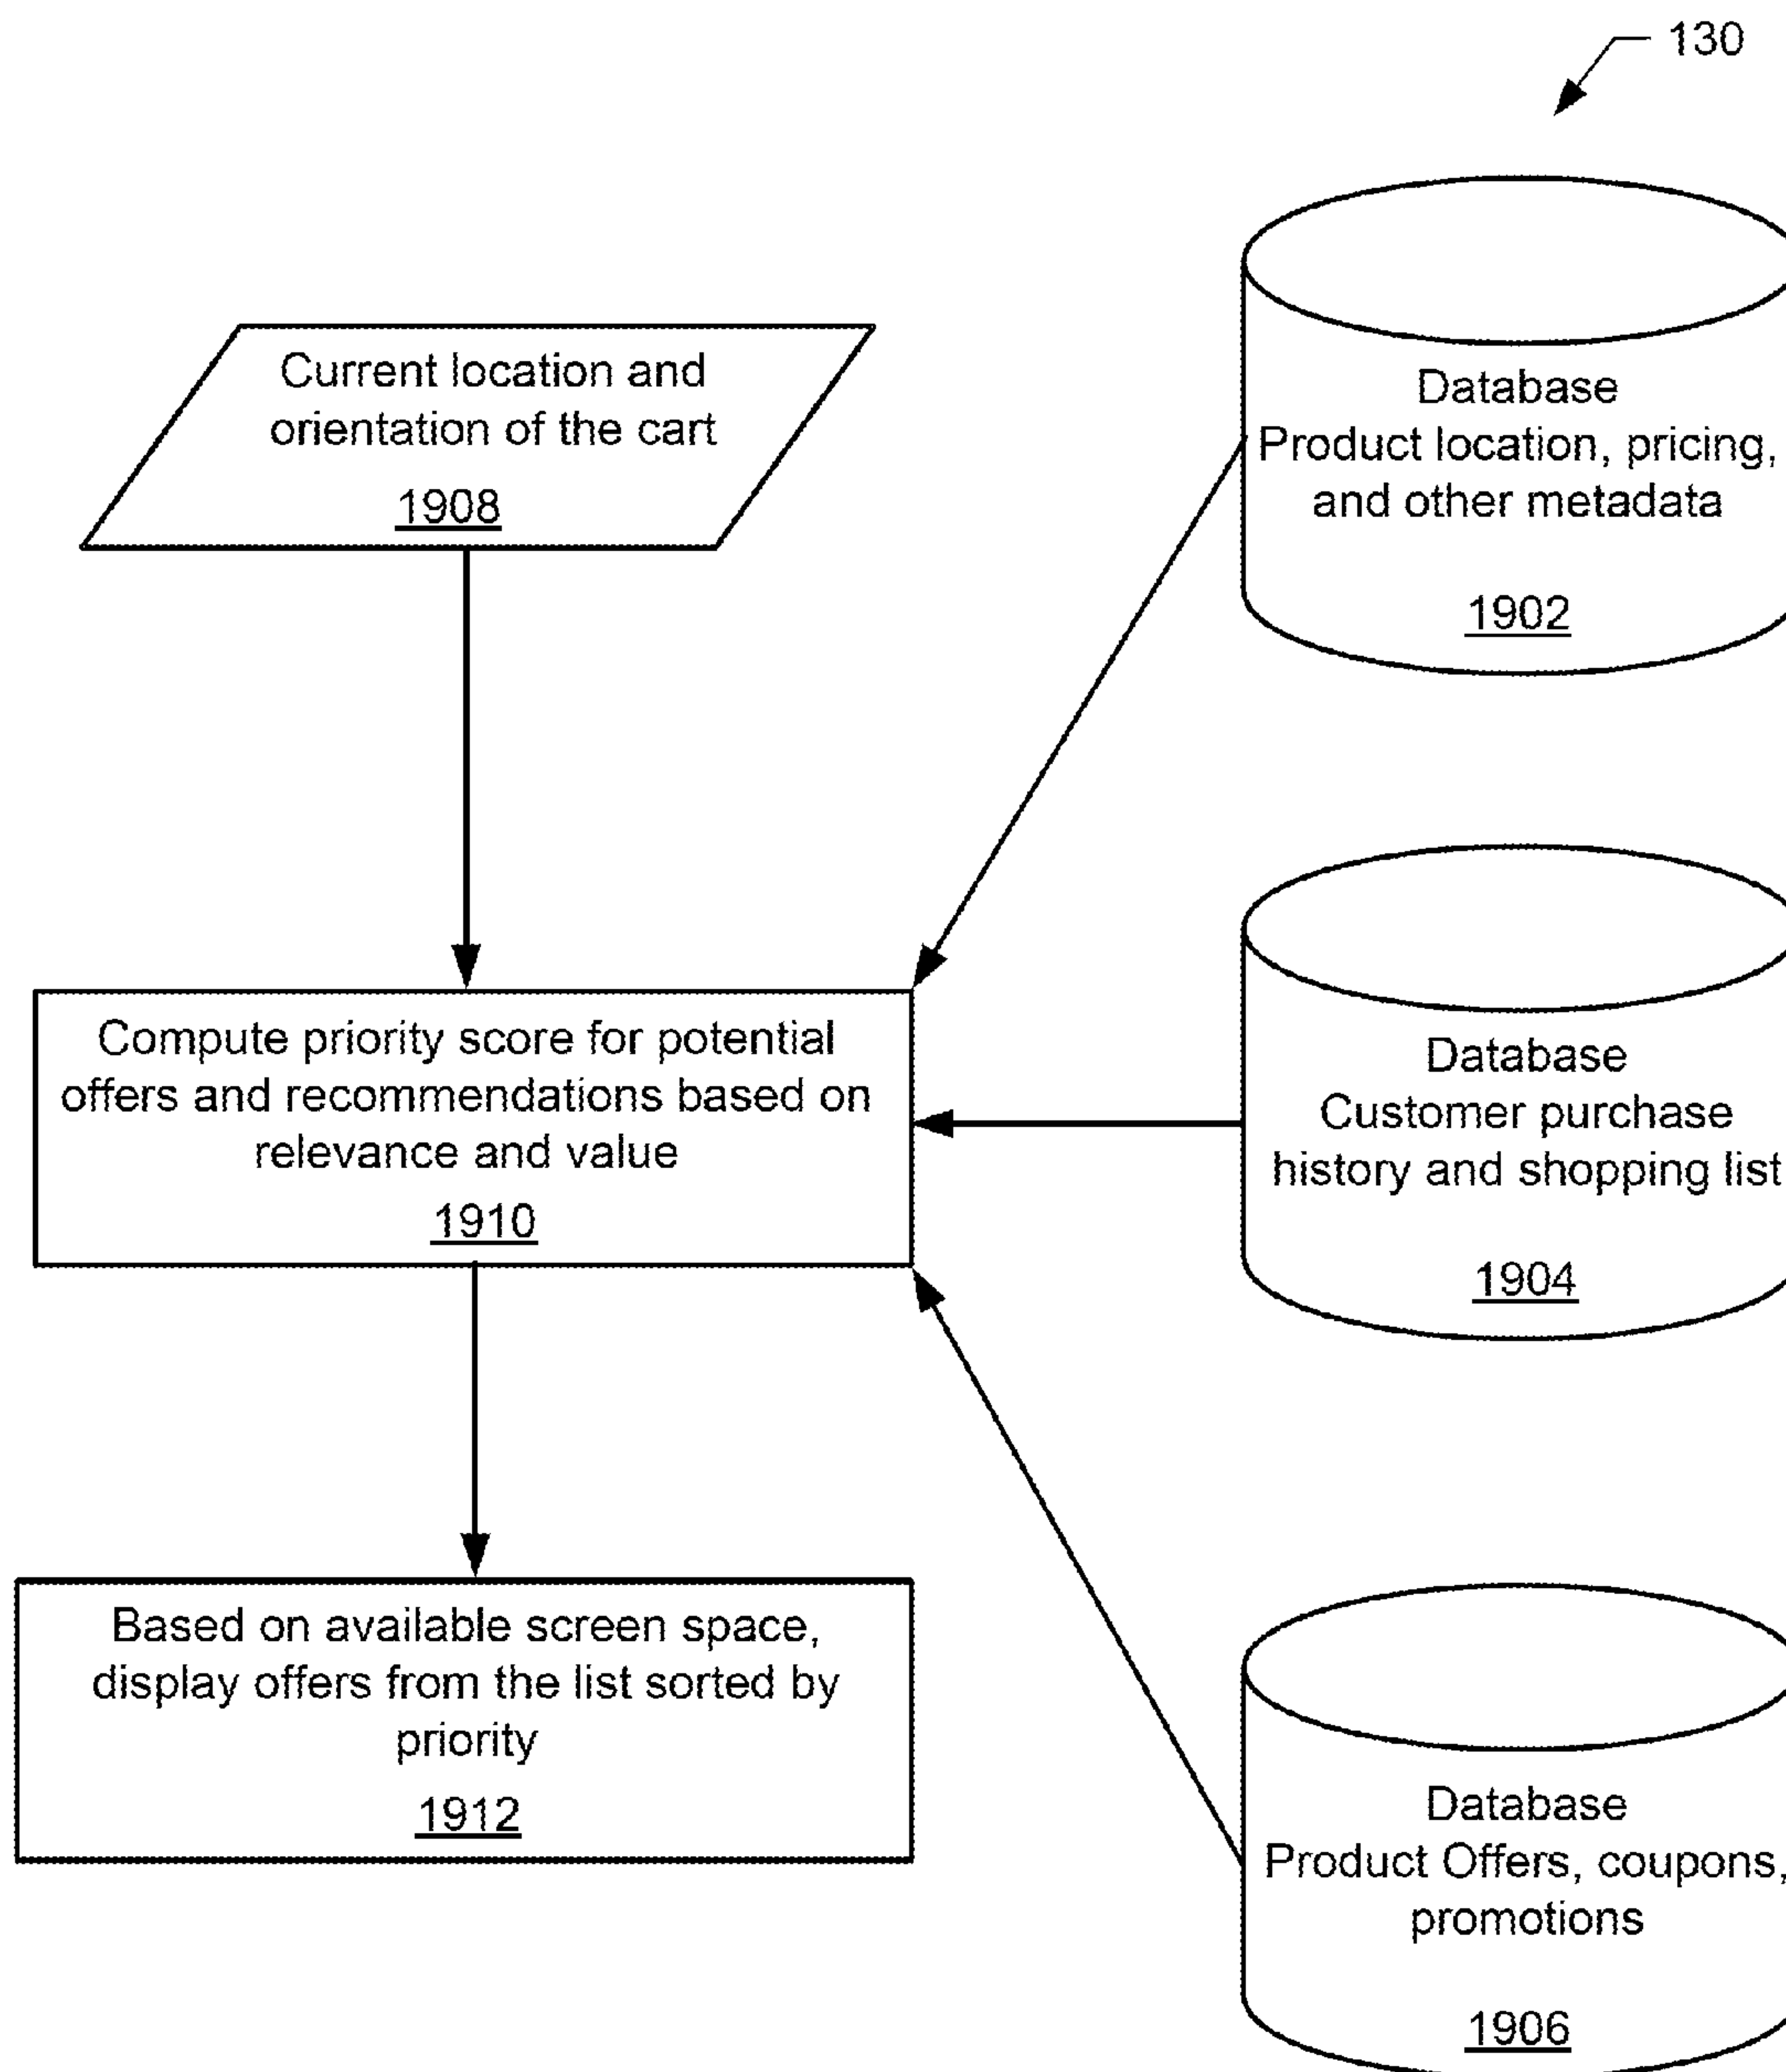 130
Current location and
orientation of the cart
1908
Database
Product location, pricing,
and other metadata
1902
Compute priority score for potential
offers and recommendations based on
relevance and value
1910
Database
Customer purchase
history and shopping list
1904
Based on available screen space,
display offers from the list sorted by
priority
1912
Database
Product Offers, coupons,
promotions
1906